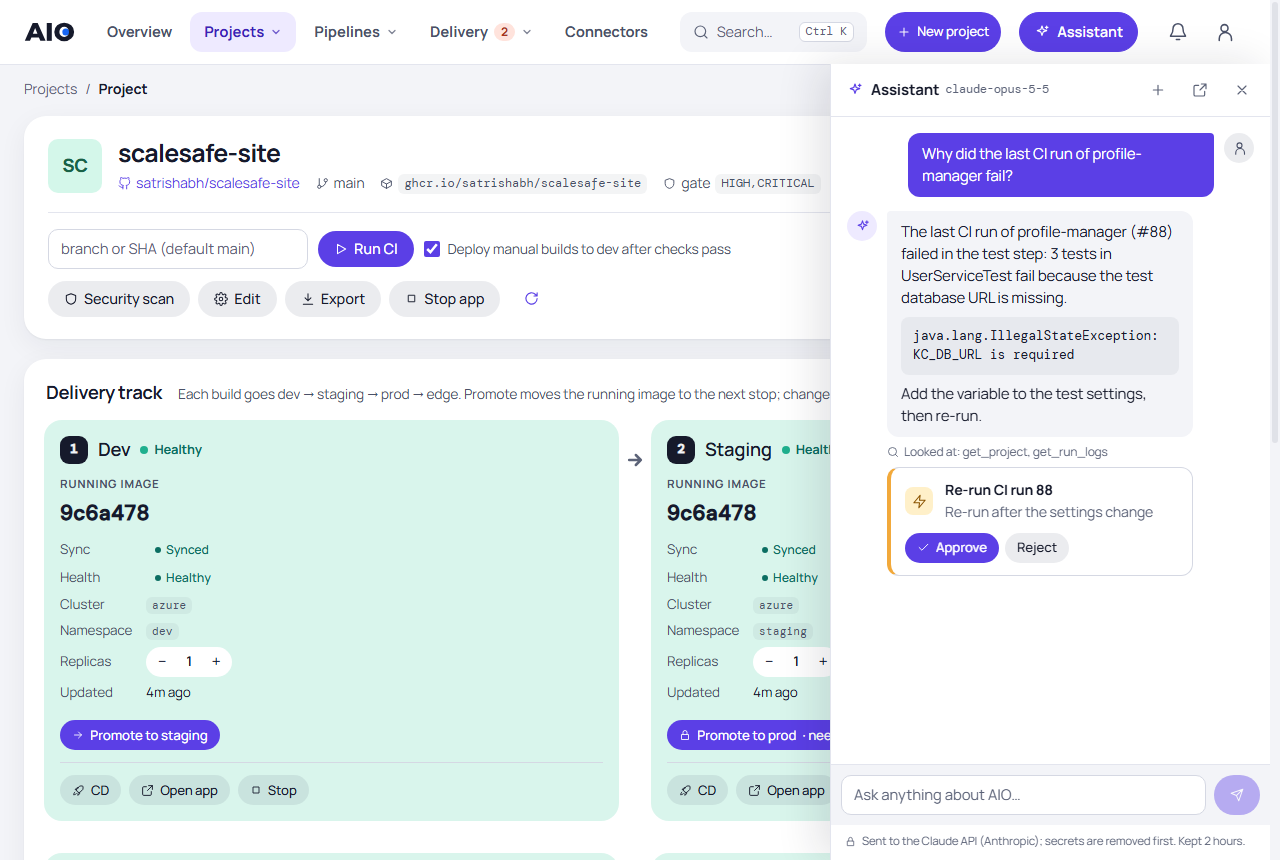 AIO
Overview
Projects
Pipelines
Delivery 2
Connectors
Search... Ctrl K
+ New project
Assistant
Projects / Project
SC
scalesafe-site
satrishabh/scalesafe-site
main
ghcr.io/satrishabh/scalesafe-site
gate HIGH,CRITICAL
branch or SHA (default main)
Run CI
Deploy manual builds to dev after checks pass
Security scan
Edit
Export
Stop app
Delivery track
Each build goes dev → staging → prod → edge. Promote moves the running image to the next stop; change
1 Dev Healthy
RUNNING IMAGE
9c6a478
Sync Synced
Health Healthy
Cluster azure
Namespace dev
Replicas − 1 +
Updated 4m ago
→ Promote to staging
CD
Open app
Stop
→
2 Staging Healt
RUNNING IMAGE
9c6a478
Sync Synced
Health Healthy
Cluster azure
Namespace staging
Replicas − 1 +
Updated 4m ago
Promote to prod · nee
CD
Open app
Assistant claude-opus-5-5
Why did the last CI run of profile-
manager fail?
The last CI run of profile-manager (#88)
failed in the test step: 3 tests in
UserServiceTest fail because the test
database URL is missing.
java.lang.IllegalStateException:
KC_DB_URL is required
Add the variable to the test settings,
then re-run.
Looked at: get_project, get_run_logs
Re-run CI run 88
Re-run after the settings change
Approve
Reject
Ask anything about AIO...
Sent to the Claude API (Anthropic); secrets are removed first. Kept 2 hours.